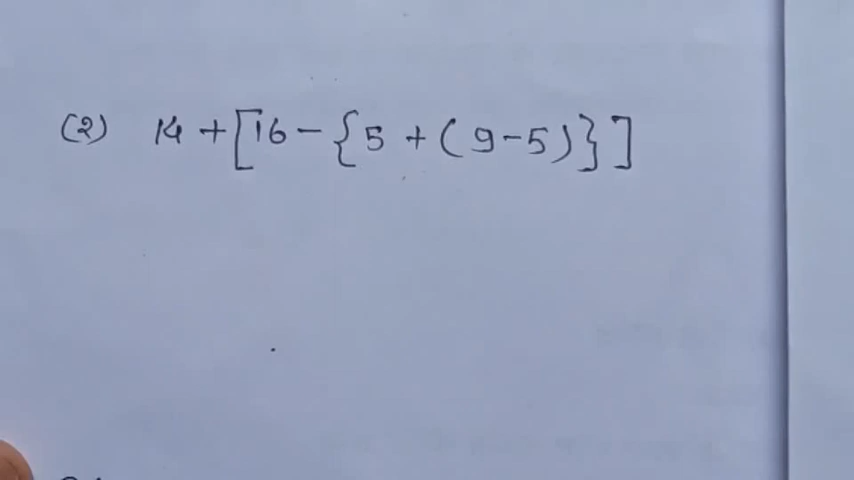 (2) 14 + [16 - {5 + (9-5)}]